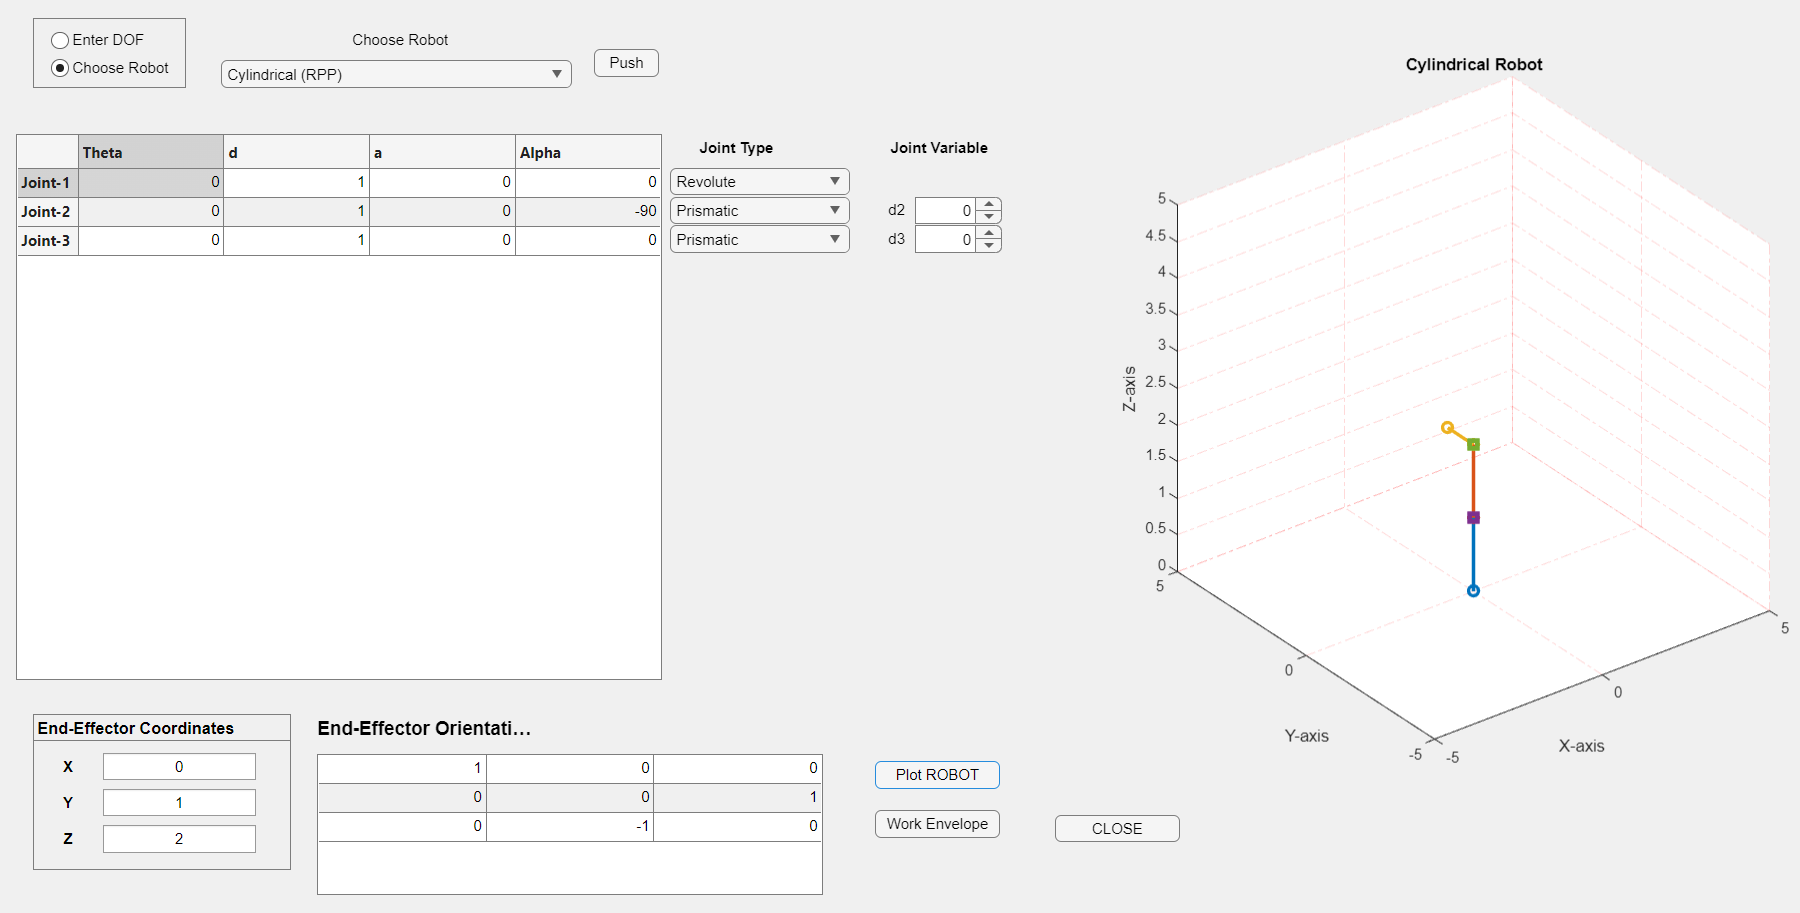 Enter DOF
Choose Robot
Choose Robot
Cylindrical (RPP)
Push
Theta d a Alpha
Joint-1 0 1 0 0
Joint-2 0 1 0 -90
Joint-3 0 1 0 0
Joint Type
Revolute
Prismatic
Prismatic
Joint Variable
d2 0
d3 0
Cylindrical Robot
5
4.5
4
3.5
3
2.5
2
1.5
1
0.5
0
Z-axis
5
0
-5
Y-axis
-5
0
5
X-axis
End-Effector Coordinates
X 0
Y 1
Z 2
End-Effector Orientati...
1 0 0
0 0 1
0 -1 0
Plot ROBOT
Work Envelope
CLOSE